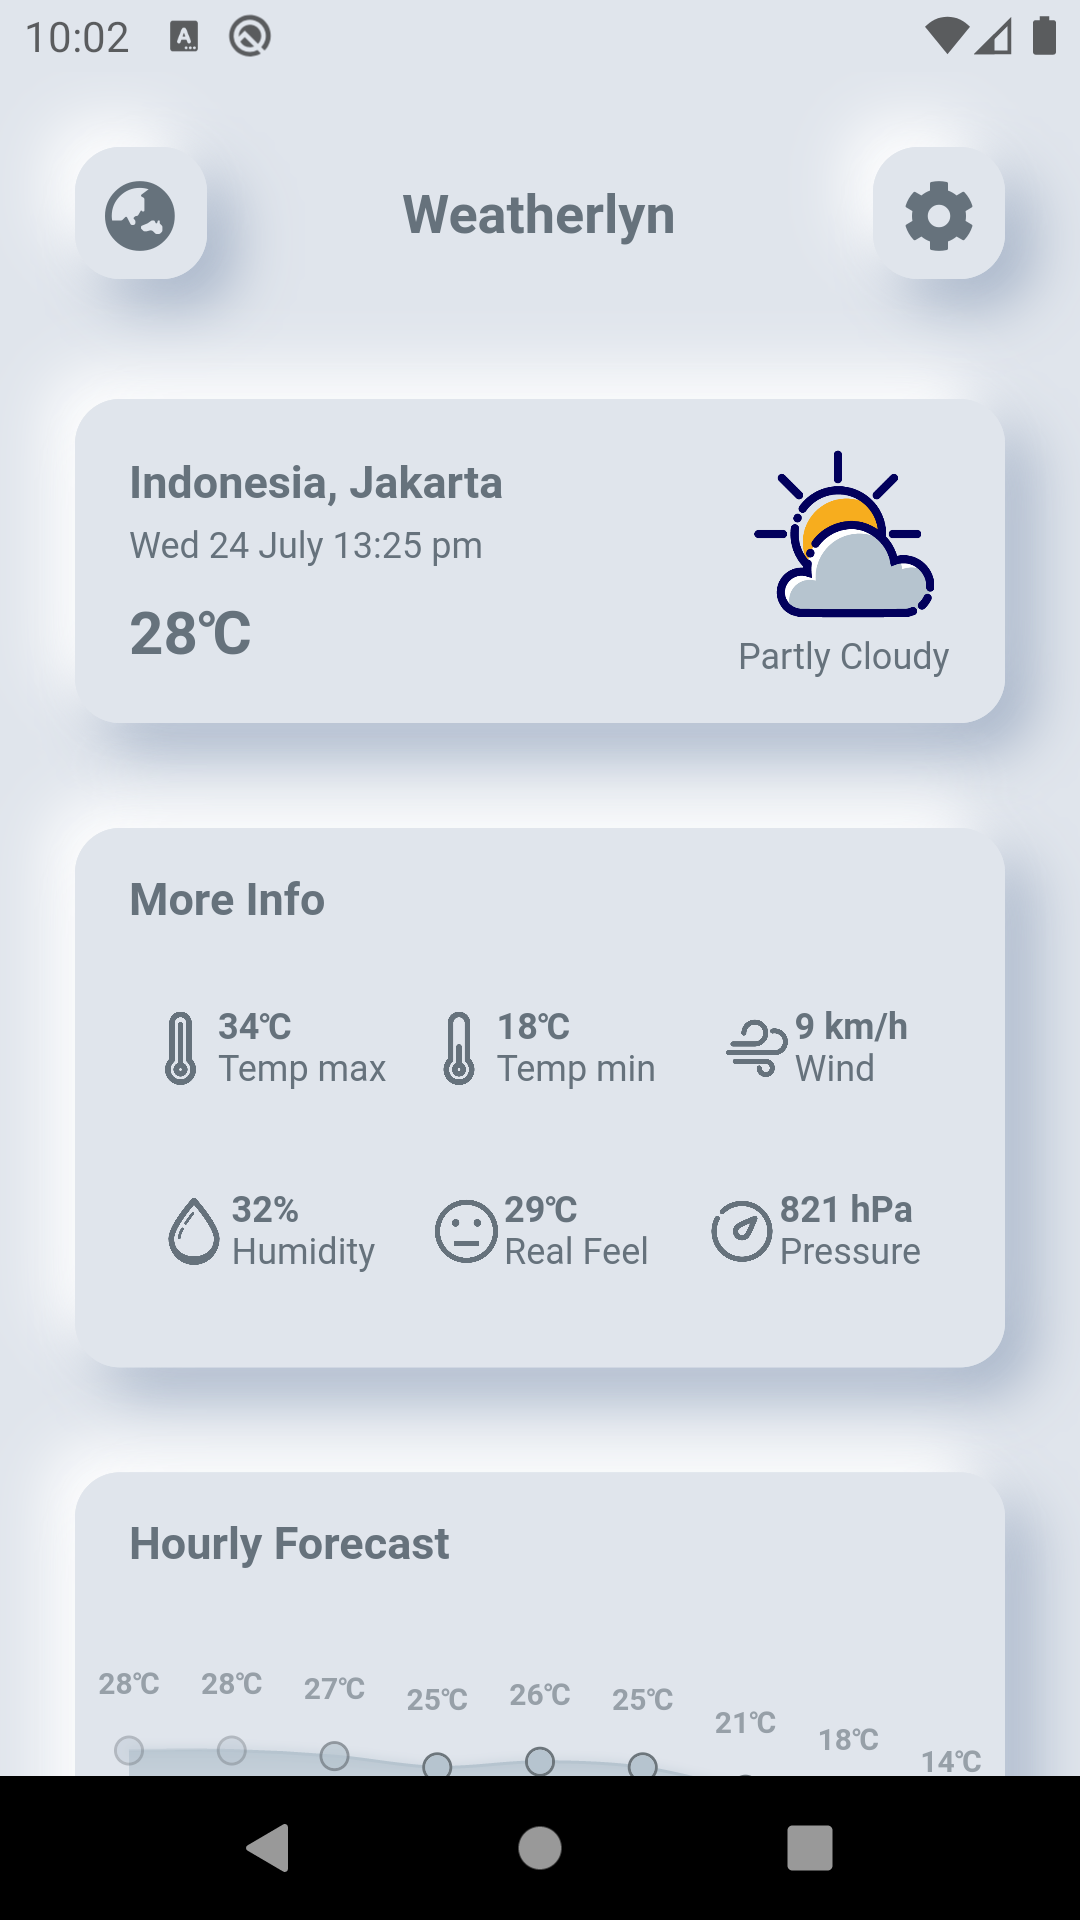 10:02
Weatherlyn
Indonesia, Jakarta
Wed 24 July 13:25 pm
28℃
Partly Cloudy
More Info
34℃
Temp max
18℃
Temp min
9 km/h
Wind
32%
Humidity
29℃
Real Feel
821 hPa
Pressure
Hourly Forecast
28℃ 28℃ 27℃ 25℃ 26℃ 25℃ 21℃ 18℃ 14℃